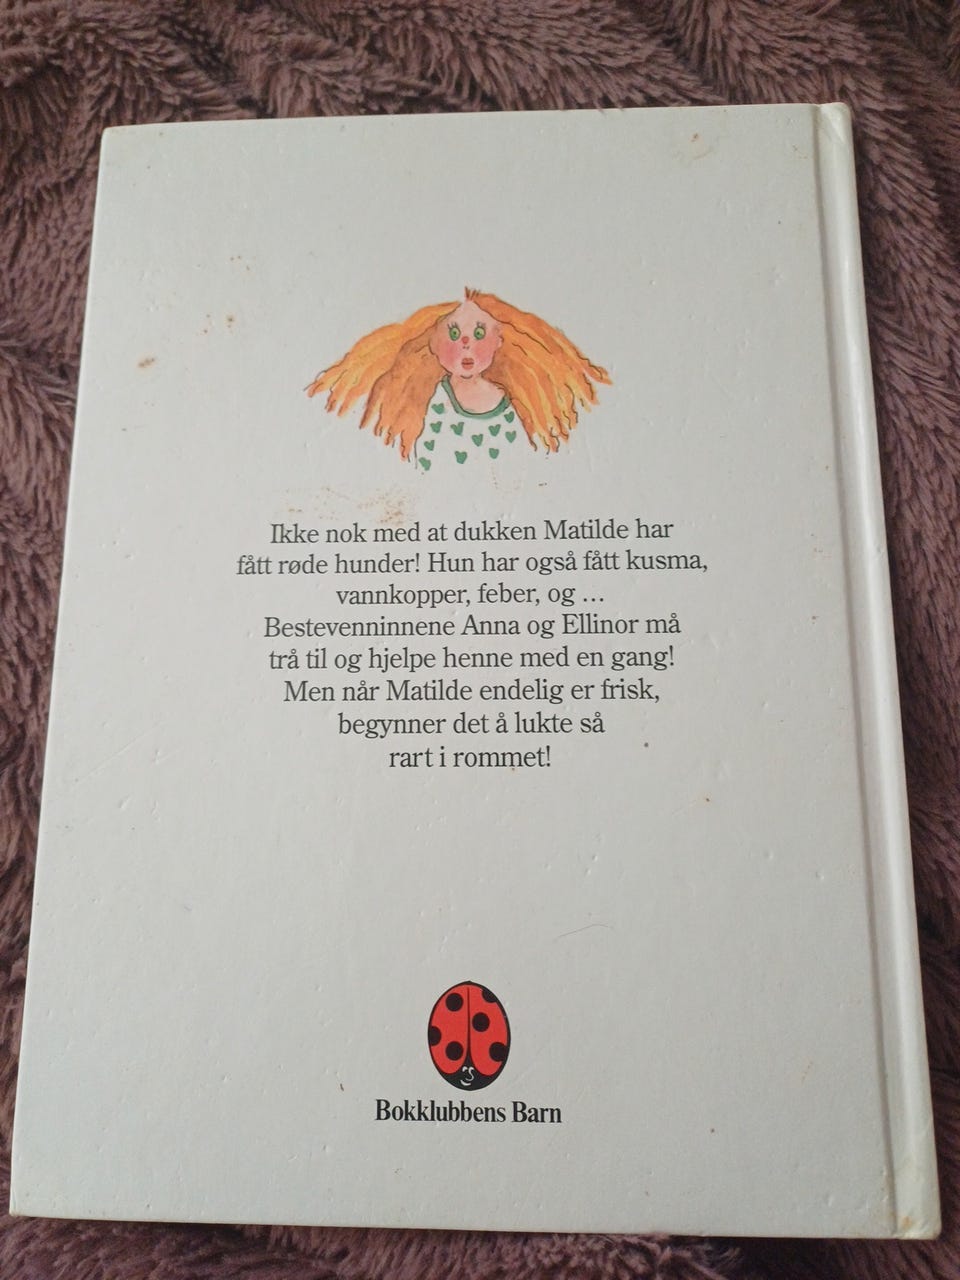 Ikke nok med at dukken Matilde har
fått røde hunder! Hun har også fått kusma,
vannkopper, feber, og ...
Bestevenninnene Anna og Ellinor må
trå til og hjelpe henne med en gang!
Men når Matilde endelig er frisk,
begynner det å lukte så
rart i rommet!
Bokklubbens Barn